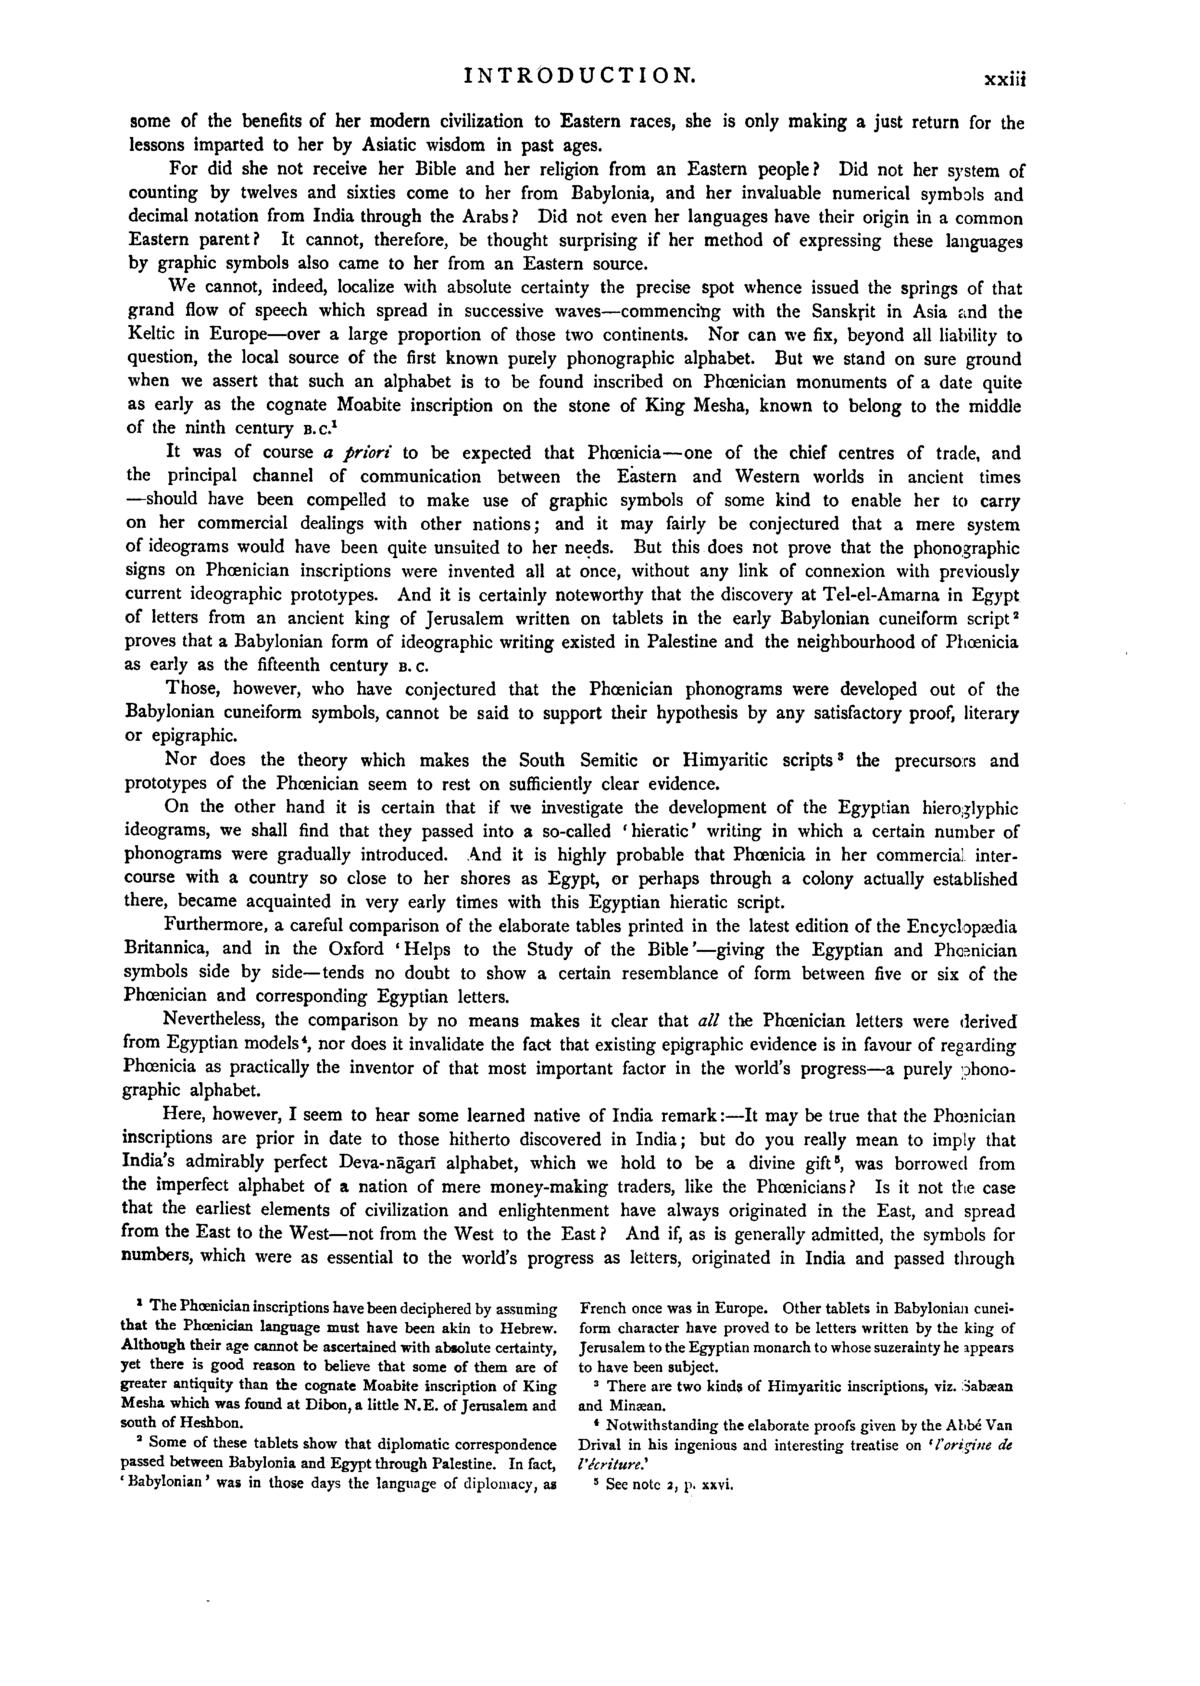 INTRODUCTION. xxiii
some of the benefits of her modern civilization to Eastern races, she is only making a just return for the
lessons imparted to her by Asiatic wisdom in past ages.
For did she not receive her Bible and her religion from an Eastern people? Did not her system of
counting by twelves and sixties come to her from Babylonia, and her invaluable numerical symbols and
decimal notation from India through the Arabs? Did not even her languages have their origin in a common
Eastern parent? It cannot, therefore, be thought surprising if her method of expressing these languages
by graphic symbols also came to her from an Eastern source.
We cannot, indeed, localize with absolute certainty the precise spot whence issued the springs of that
grand flow of speech which spread in successive waves—commencing with the Sanskṛit in Asia and the
Keltic in Europe—over a large proportion of those two continents. Nor can we fix, beyond all liability to
question, the local source of the first known purely phonographic alphabet. But we stand on sure ground
when we assert that such an alphabet is to be found inscribed on Phœnician monuments of a date quite
as early as the cognate Moabite inscription on the stone of King Mesha, known to belong to the middle
of the ninth century B.C.¹
It was of course a priori to be expected that Phœnicia—one of the chief centres of trade, and
the principal channel of communication between the Eastern and Western worlds in ancient times
—should have been compelled to make use of graphic symbols of some kind to enable her to carry
on her commercial dealings with other nations; and it may fairly be conjectured that a mere system
of ideograms would have been quite unsuited to her needs. But this does not prove that the phonographic
signs on Phœnician inscriptions were invented all at once, without any link of connexion with previously
current ideographic prototypes. And it is certainly noteworthy that the discovery at Tel-el-Amarna in Egypt
of letters from an ancient king of Jerusalem written on tablets in the early Babylonian cuneiform script²
proves that a Babylonian form of ideographic writing existed in Palestine and the neighbourhood of Phœnicia
as early as the fifteenth century B.C.
Those, however, who have conjectured that the Phœnician phonograms were developed out of the
Babylonian cuneiform symbols, cannot be said to support their hypothesis by any satisfactory proof, literary
or epigraphic.
Nor does the theory which makes the South Semitic or Himyaritic scripts³ the precursors and
prototypes of the Phœnician seem to rest on sufficiently clear evidence.
On the other hand it is certain that if we investigate the development of the Egyptian hieroglyphic
ideograms, we shall find that they passed into a so-called ‘hieratic’ writing in which a certain number of
phonograms were gradually introduced. And it is highly probable that Phœnicia in her commercial inter-
course with a country so close to her shores as Egypt, or perhaps through a colony actually established
there, became acquainted in very early times with this Egyptian hieratic script.
Furthermore, a careful comparison of the elaborate tables printed in the latest edition of the Encyclopædia
Britannica, and in the Oxford ‘Helps to the Study of the Bible’—giving the Egyptian and Phœnician
symbols side by side—tends no doubt to show a certain resemblance of form between five or six of the
Phœnician and corresponding Egyptian letters.
Nevertheless, the comparison by no means makes it clear that all the Phœnician letters were derived
from Egyptian models⁴, nor does it invalidate the fact that existing epigraphic evidence is in favour of regarding
Phœnicia as practically the inventor of that most important factor in the world's progress—a purely phono-
graphic alphabet.
Here, however, I seem to hear some learned native of India remark:—It may be true that the Phœnician
inscriptions are prior in date to those hitherto discovered in India; but do you really mean to imply that
India's admirably perfect Deva-nāgarī alphabet, which we hold to be a divine gift⁵, was borrowed from
the imperfect alphabet of a nation of mere money-making traders, like the Phœnicians? Is it not the case
that the earliest elements of civilization and enlightenment have always originated in the East, and spread
from the East to the West—not from the West to the East? And if, as is generally admitted, the symbols for
numbers, which were as essential to the world's progress as letters, originated in India and passed through
¹ The Phœnician inscriptions have been deciphered by assuming
that the Phœnician language must have been akin to Hebrew.
Although their age cannot be ascertained with absolute certainty,
yet there is good reason to believe that some of them are of
greater antiquity than the cognate Moabite inscription of King
Mesha which was found at Dibon, a little N.E. of Jerusalem and
south of Heshbon.
² Some of these tablets show that diplomatic correspondence
passed between Babylonia and Egypt through Palestine. In fact,
‘Babylonian’ was in those days the language of diplomacy, as
French once was in Europe. Other tablets in Babylonian cunei-
form character have proved to be letters written by the king of
Jerusalem to the Egyptian monarch to whose suzerainty he appears
to have been subject.
³ There are two kinds of Himyaritic inscriptions, viz. Sabæan
and Minæan.
⁴ Notwithstanding the elaborate proofs given by the Abbé Van
Drival in his ingenious and interesting treatise on ‘l'origine de
l'écriture.’
⁵ See note 2, p. xxvi.